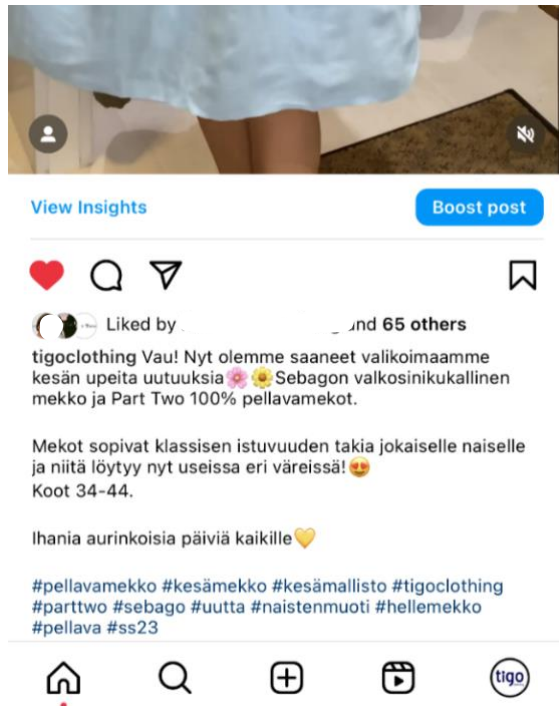 View Insights
Boost post
Liked by
and 65 others
tigoclothing Vau! Nyt olemme saaneet valikoimaamme
kesän upeita uutuuksia🌸🌼Sebagon valkosinikukallinen
mekko ja Part Two 100% pellavamekot.
Mekot sopivat klassisen istuvuuden takia jokaiselle naiselle
ja niitä löytyy nyt useissa eri väreissä!😍
Koot 34-44.
Ihania aurinkoisia päiviä kaikille💛
#pellavamekko #kesämekko #kesämallisto #tigoclothing
#parttwo #sebago #uutta #naistenmuoti #hellemekko
#pellava #ss23
tigo